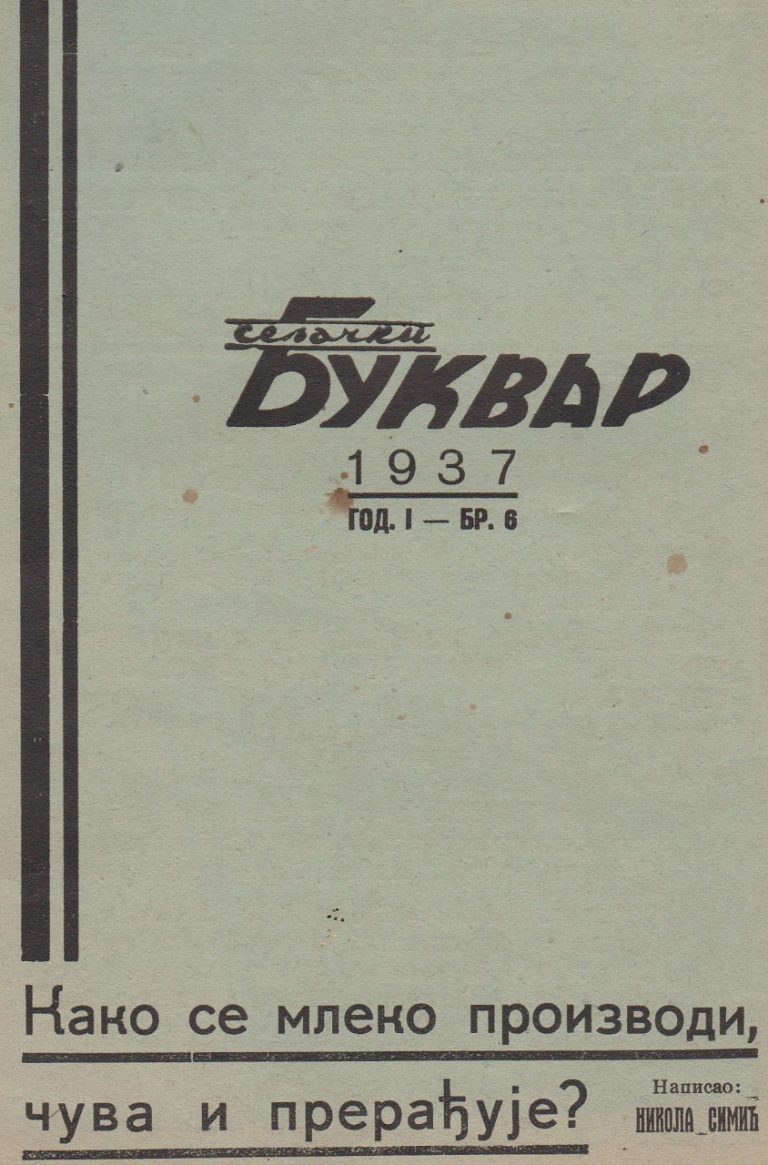 сељачки
БУКВАР
1937
ГОД. I — БР. 6
Како се млеко производи,
чува и прерађује?
Написао:
НИКОЛА СИМИЋ